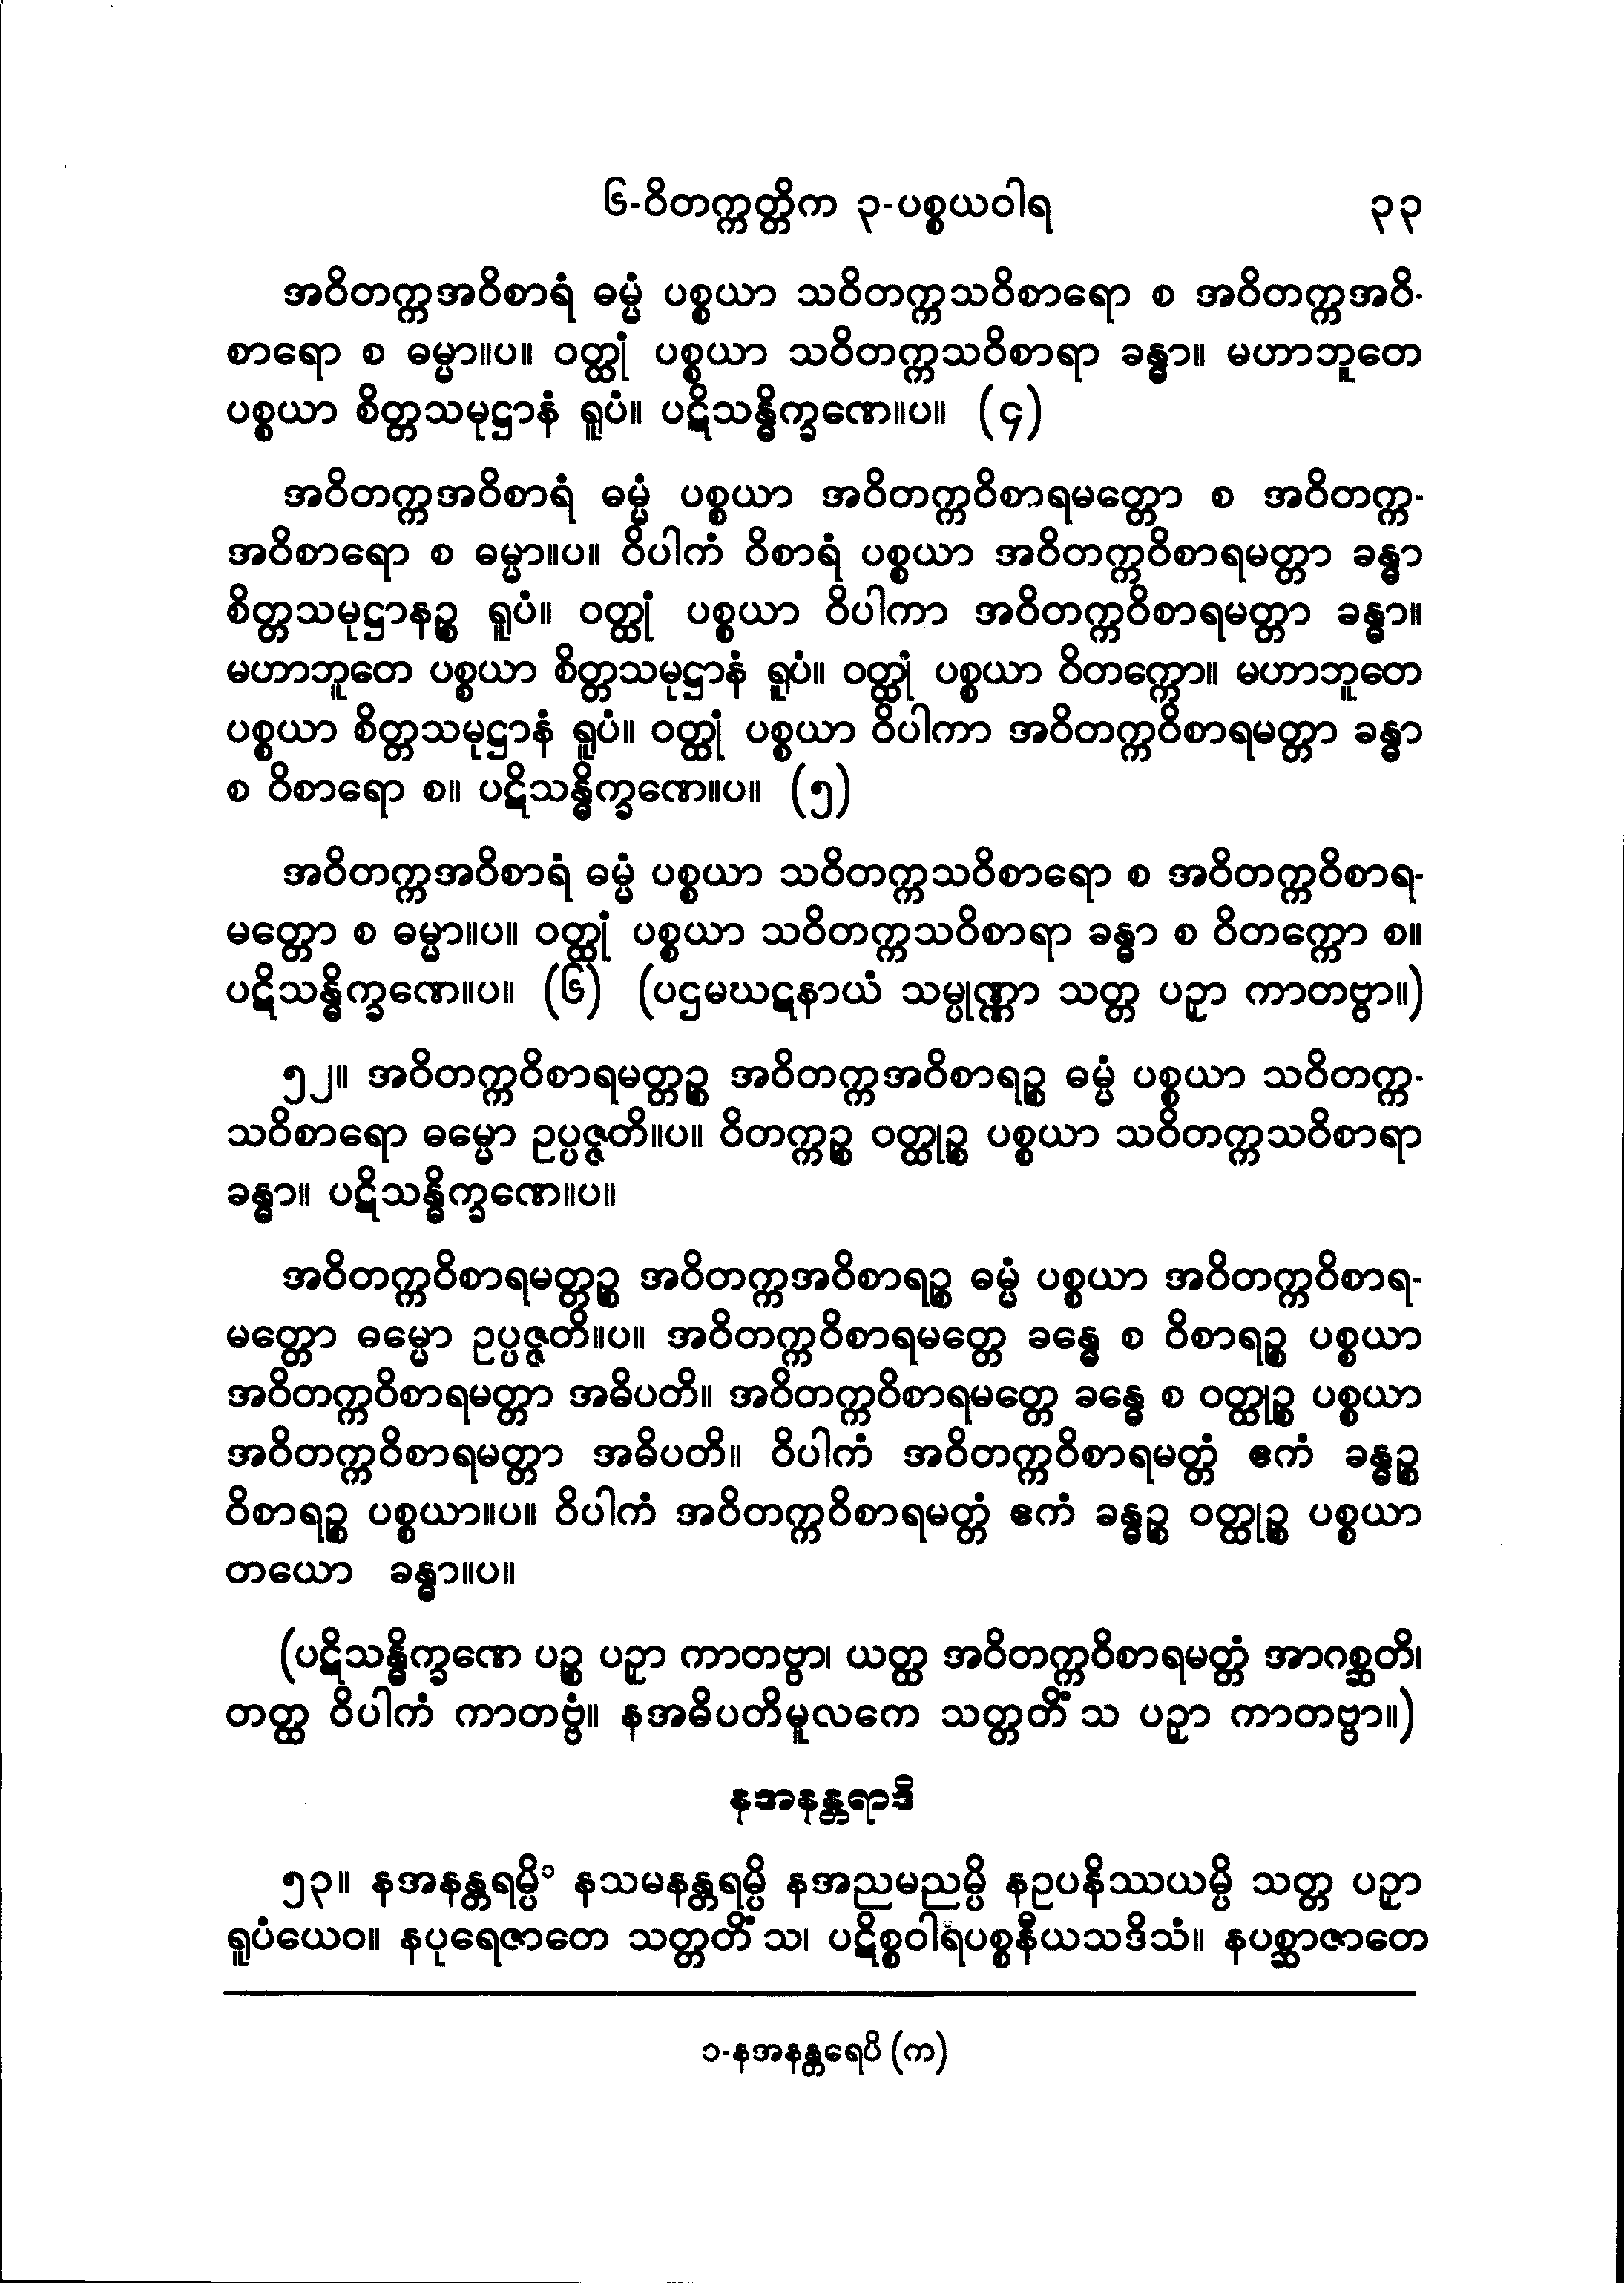 ၆-ဝိတက္ကတ္တိက ၃-ပစ္စယဝါရ ၃၃
အဝိတက္ကအဝိစာရံ ဓမ္မံ ပစ္စယာ သဝိတက္ကသဝိစာရော စ အဝိတက္ကအဝိ-
စာရော စ ဓမ္မာ။ပ။ ဝတ္ထုံ ပစ္စယာ သဝိတက္ကသဝိစာရာ ခန္ဓာ။ မဟာဘူတေ
ပစ္စယာ စိတ္တသမုဋ္ဌာနံ ရူပံ။ ပဋိသန္ဓိက္ခဏေ။ပ။ (၄)
အဝိတက္ကအဝိစာရံ ဓမ္မံ ပစ္စယာ အဝိတက္ကဝိစာရမတ္တော စ အဝိတက္က-
အဝိစာရော စ ဓမ္မာ။ပ။ ဝိပါကံ ဝိစာရံ ပစ္စယာ အဝိတက္ကဝိစာရမတ္တာ ခန္ဓာ
စိတ္တသမုဋ္ဌာနဉ္စ ရူပံ။ ဝတ္ထုံ ပစ္စယာ ဝိပါကာ အဝိတက္ကဝိစာရမတ္တာ ခန္ဓာ။
မဟာဘူတေ ပစ္စယာ စိတ္တသမုဋ္ဌာနံ ရူပံ။ ဝတ္ထုံ ပစ္စယာ ဝိတက္ကော။ မဟာဘူတေ
ပစ္စယာ စိတ္တသမုဋ္ဌာနံ ရူပံ။ ဝတ္ထုံ ပစ္စယာ ဝိပါကာ အဝိတက္ကဝိစာရမတ္တာ ခန္ဓာ
စ ဝိစာရော စ။ ပဋိသန္ဓိက္ခဏေ။ပ။ (၅)
အဝိတက္ကအဝိစာရံ ဓမ္မံ ပစ္စယာ သဝိတက္ကသဝိစာရော စ အဝိတက္ကဝိစာရ-
မတ္တော စ ဓမ္မာ။ပ။ ဝတ္ထုံ ပစ္စယာ သဝိတက္ကသဝိစာရာ ခန္ဓာ စ ဝိတက္ကော စ။
ပဋိသန္ဓိက္ခဏေ။ပ။ (၆) (ပဌမဃဋနာယံ သမ္ပုဏ္ဏာ သတ္တ ပဉှာ ကာတဗ္ဗာ။)
၅၂။ အဝိတက္ကဝိစာရမတ္တဉ္စ အဝိတက္ကအဝိစာရဉ္စ ဓမ္မံ ပစ္စယာ သဝိတက္က-
သဝိစာရော ဓမ္မော ဥပ္ပဇ္ဇတိ။ပ။ ဝိတက္ကဉ္စ ဝတ္ထုဉ္စ ပစ္စယာ သဝိတက္ကသဝိစာရာ
ခန္ဓာ။ ပဋိသန္ဓိက္ခဏေ။ပ။
အဝိတက္ကဝိစာရမတ္တဉ္စ အဝိတက္ကအဝိစာရဉ္စ ဓမ္မံ ပစ္စယာ အဝိတက္ကဝိစာရ-
မတ္တော ဓမ္မော ဥပ္ပဇ္ဇတိ။ပ။ အဝိတက္ကဝိစာရမတ္တေ ခန္ဓေ စ ဝိစာရဉ္စ ပစ္စယာ
အဝိတက္ကဝိစာရမတ္တာ အဓိပတိ။ အဝိတက္ကဝိစာရမတ္တေ ခန္ဓေ စ ဝတ္ထုဉ္စ ပစ္စယာ
အဝိတက္ကဝိစာရမတ္တာ အဓိပတိ။ ဝိပါကံ အဝိတက္ကဝိစာရမတ္တံ ဧကံ ခန္ဓဉ္စ
ဝိစာရဉ္စ ပစ္စယာ။ပ။ ဝိပါကံ အဝိတက္ကဝိစာရမတ္တံ ဧကံ ခန္ဓဉ္စ ဝတ္ထုဉ္စ ပစ္စယာ
တယော ခန္ဓာ။ပ။
(ပဋိသန္ဓိက္ခဏေ ပဉ္စ ပဉှာ ကာတဗ္ဗာ၊ ယတ္ထ အဝိတက္ကဝိစာရမတ္တံ အာဂစ္ဆတိ၊
တတ္ထ ဝိပါကံ ကာတဗ္ဗံ။ နအဓိပတိမူလကေ သတ္တတိံ သ ပဉှာ ကာတဗ္ဗာ။)
နအနန္တရာဒိ
၅၃။ နအနန္တရမ္ပိ၁ နသမနန္တရမ္ပိ နအညမညမ္ပိ နဥပနိဿယမ္ပိ သတ္တ ပဉှာ
ရူပံယေဝ။ နပုရေဇာတေ သတ္တတိံ သ၊ ပဋိစ္စဝါရပစ္စနီယသဒိသံ။ နပစ္ဆာဇာတေ
၁-နအနန္တရေပိ (က)